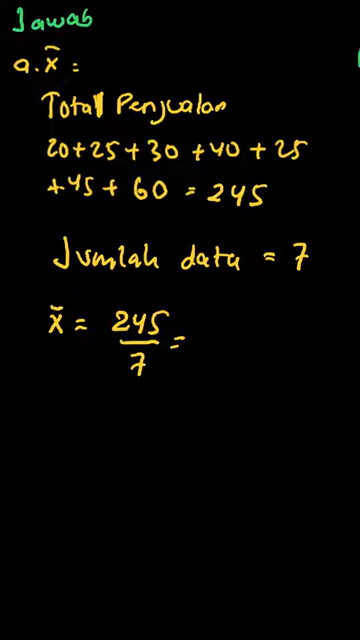 Jawab
a. x̄ =
Total Penjualan
20+25+30+40+25
+45+60=245
Jumlah data = 7
x̄ = 245/7 =